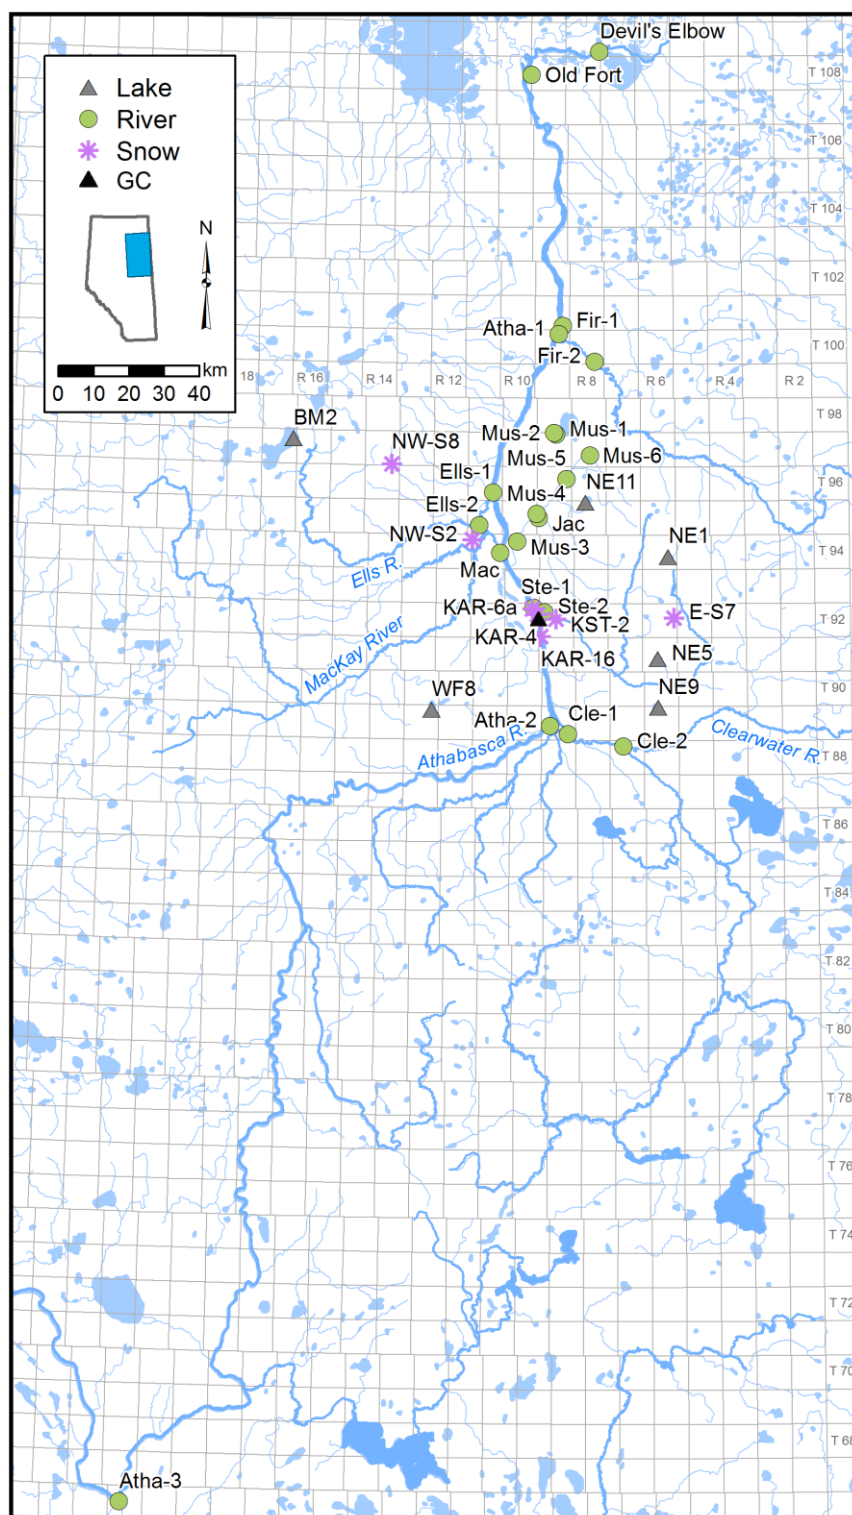 Devil's Elbow
Old Fort
T 108
Lake
River
Snow
GC
N
km
0 10 20 30 40
T 106
T 104
T 102
Atha-1
Fir-1
Fir-2
T 100
18
R 16
R 14
R 12
R 10
R 8
R 6
R 4
R 2
BM2
T 98
NW-S8
Mus-2
Mus-1
Mus-5
Mus-6
Ells-1
T 96
Mus-4
NE11
Ells-2
Jac
NW-S2
Mus-3
NE1
T 94
Mac
Ells R.
Ste-1
KAR-6a
Ste-2
E-S7
T 92
KST-2
KAR-4
MacKay River
KAR-16
NE5
WF8
NE9
T 90
Atha-2
Cle-1
Athabasca R.
Cle-2
Clearwater R.
T 88
T 86
T 84
T 82
T 80
T 78
T 76
T 74
T 72
T 70
T 68
Atha-3